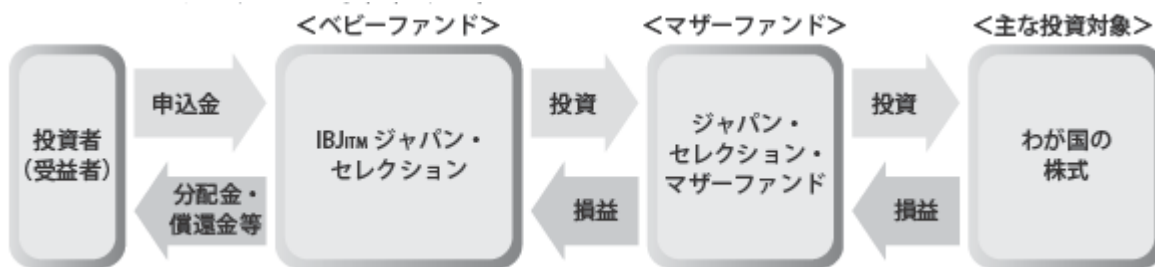 <ベビーファンド>
<マザーファンド>
<主な投資対象>
投資者
(受益者)
申込金
分配金・
償還金等
IBJITM ジャパン・
セレクション
投資
損益
ジャパン・
セレクション・
マザーファンド
投資
損益
わが国の
株式